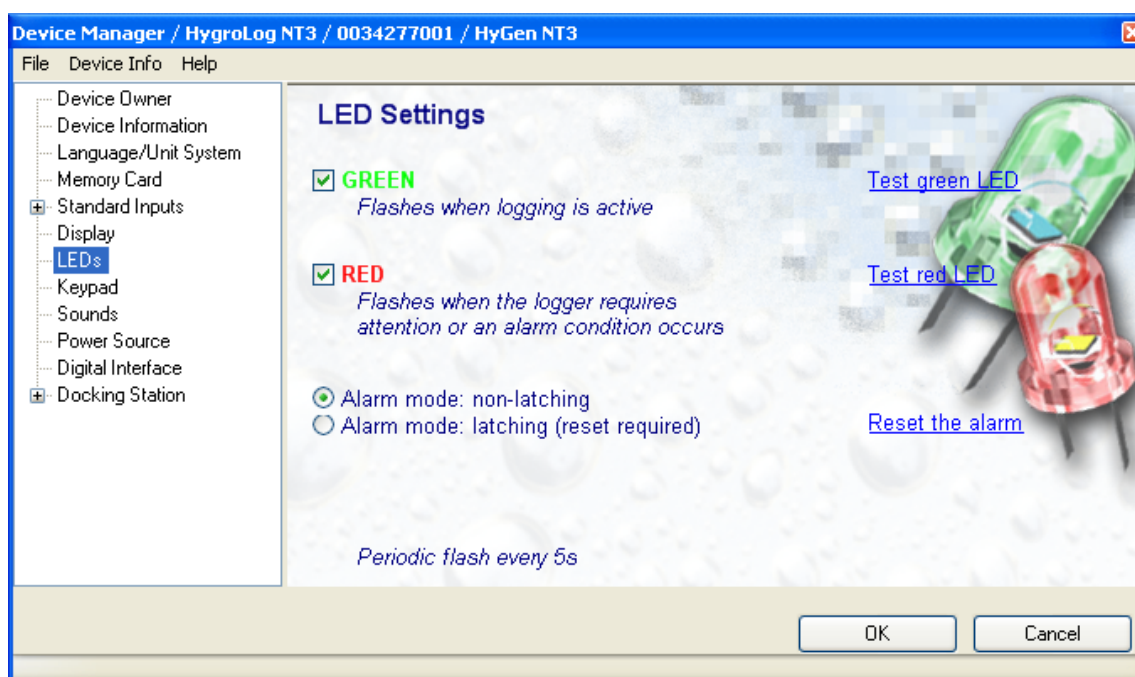 Device Manager / HygroLog NT3 / 0034277001 / HyGen NT3
File Device Info Help
Device Owner
Device Information
Language/Unit System
Memory Card
Standard Inputs
Display
LEDs
Keypad
Sounds
Power Source
Digital Interface
Docking Station
LED Settings
GREEN
Test green LED
Flashes when logging is active
RED
Test red LED
Flashes when the logger requires
attention or an alarm condition occurs
Alarm mode: non-latching
Alarm mode: latching (reset required)
Reset the alarm
Periodic flash every 5s
OK
Cancel